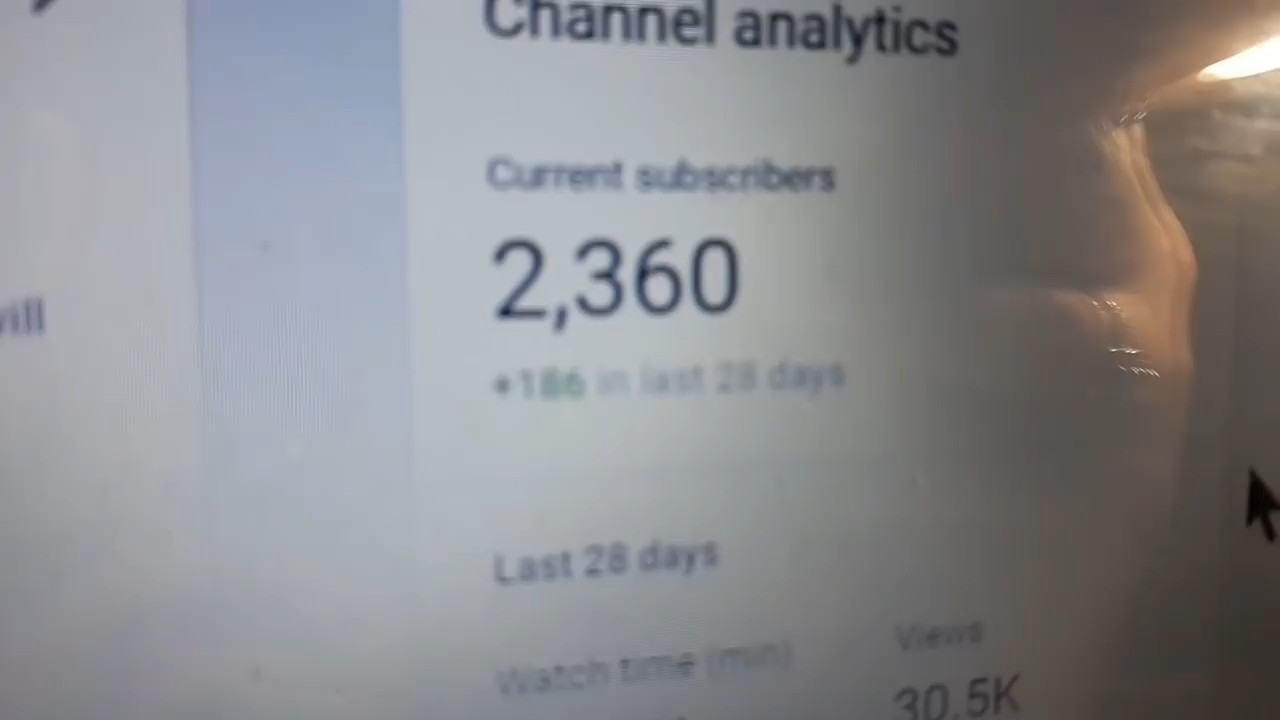 Channel analytics
Current subscribers
2,360
+186 in last 28 days
vill
Last 28 days
Watch time (min)
Views
30.5K